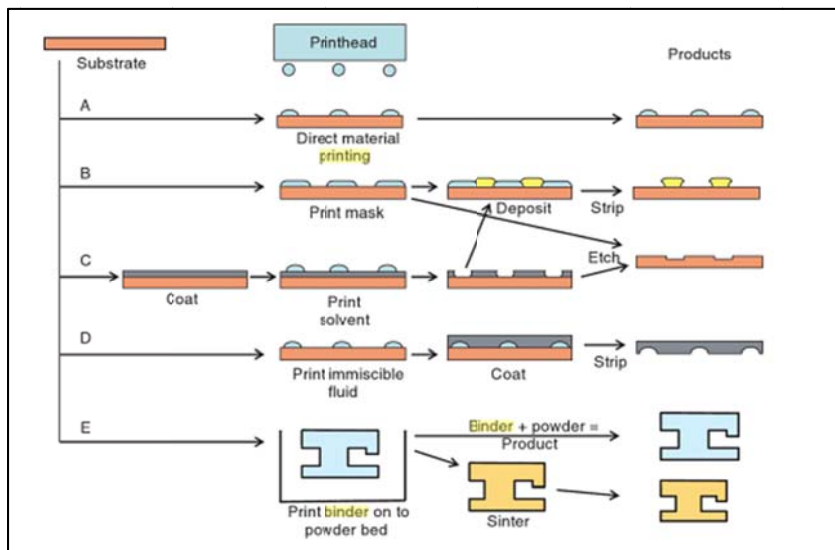 Substrate
Printhead
Products
A
Direct material
printing
B
Print mask
Deposit
Strip
Etch
C
Coat
Print
solvent
D
Print immiscible
fluid
Coat
Strip
E
Print binder on to
powder bed
Binder + powder =
Product
Sinter